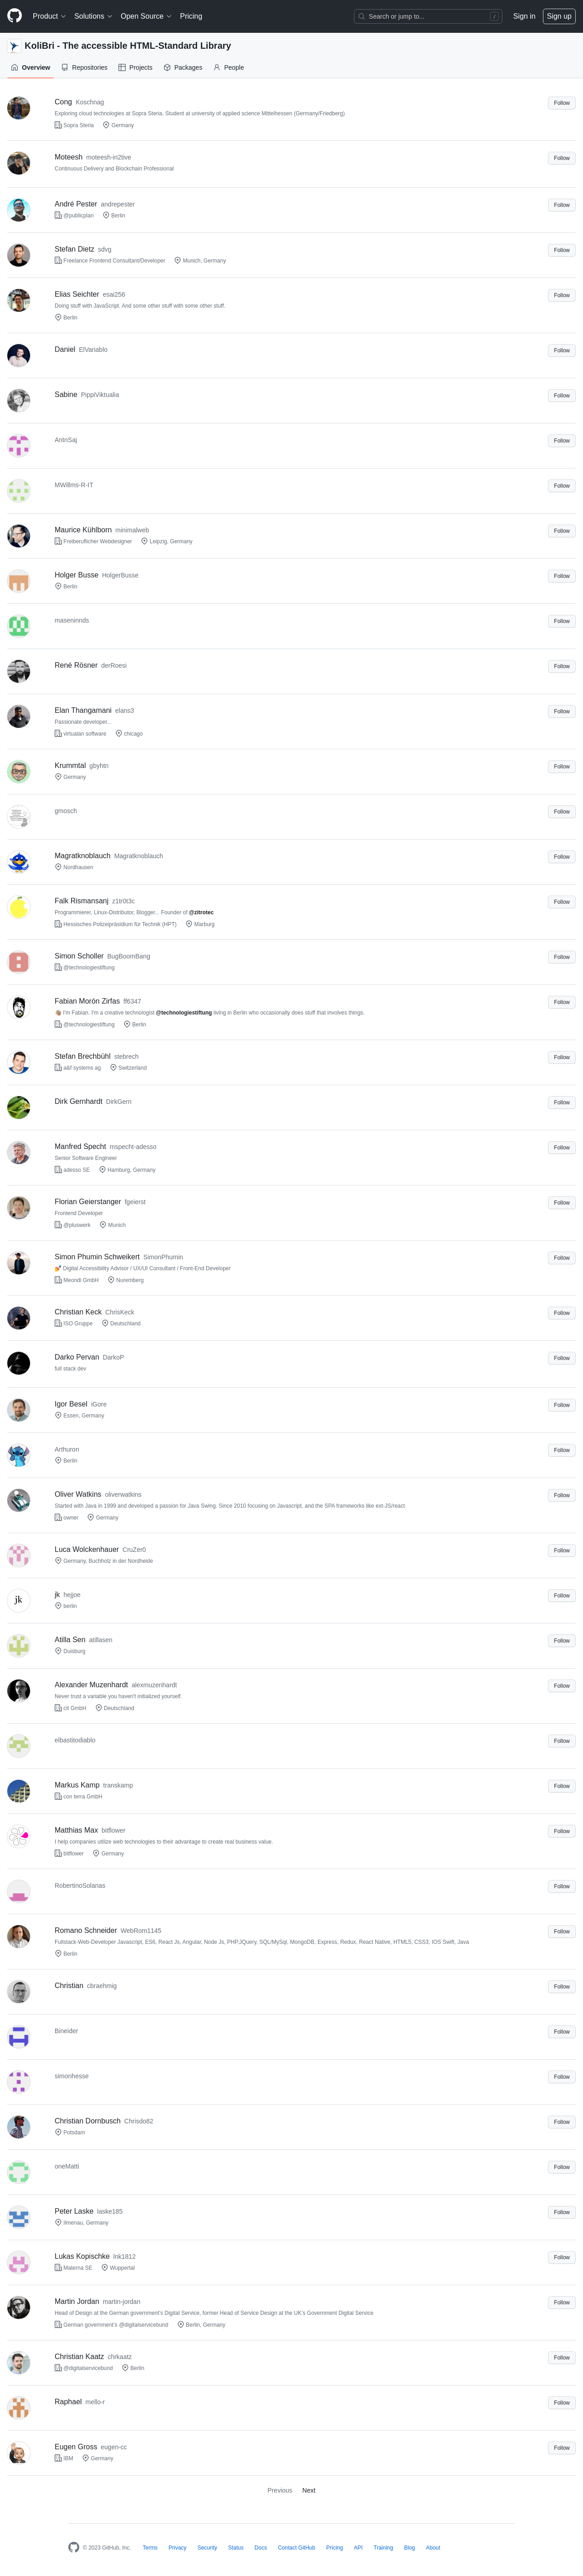 Product Solutions Open Source Pricing Search or jump to... / Sign in Sign up
KoliBri - The accessible HTML-Standard Library
Overview Repositories Projects Packages People
Cong Koschnag Follow
Exploring cloud technologies at Sopra Steria. Student at university of applied science Mittelhessen (Germany/Friedberg)
Sopra Steria Germany
Moteesh moteesh-in2tive Follow
Continuous Delivery and Blockchain Professional
André Pester andrepester Follow
@publicplan Berlin
Stefan Dietz sdvg Follow
Freelance Frontend Consultant/Developer Munich, Germany
Elias Seichter esai256 Follow
Doing stuff with JavaScript. And some other stuff with some other stuff.
Berlin
Daniel ElVariablo Follow
Sabine PippiViktualia Follow
AntriSaj Follow
MWillms-R-IT Follow
Maurice Kühlborn minimalweb Follow
Freiberuflicher Webdesigner Leipzig, Germany
Holger Busse HolgerBusse Follow
Berlin
maseninnds Follow
René Rösner derRoesi Follow
Elan Thangamani elans3 Follow
Passionate developer...
virtualan software chicago
Krummtal gbyhtn Follow
Germany
gmosch Follow
Magratknoblauch Magratknoblauch Follow
Nordhausen
Falk Rismansanj z1tr0t3c Follow
Programmierer, Linux-Distributor, Blogger... Founder of @zitrotec
Hessisches Polizeipräsidium für Technik (HPT) Marburg
Simon Scholler BugBoomBang Follow
@technologiestiftung
Fabian Morón Zirfas ff6347 Follow
I'm Fabian. I'm a creative technologist @technologiestiftung living in Berlin who occasionally does stuff that involves things.
@technologiestiftung Berlin
Stefan Brechbühl stebrech Follow
a&f systems ag Switzerland
Dirk Gernhardt DirkGern Follow
Manfred Specht mspecht-adesso Follow
Senior Software Engineer
adesso SE Hamburg, Germany
Florian Geierstanger fgeierst Follow
Frontend Developer
@pluswerk Munich
Simon Phumin Schweikert SimonPhumin Follow
Digital Accessibility Advisor / UX/UI Consultant / Front-End Developer
Meondi GmbH Nuremberg
Christian Keck ChrisKeck Follow
ISO Gruppe Deutschland
Darko Pervan DarkoP Follow
full stack dev
Igor Besel iGore Follow
Essen, Germany
Arthuron Follow
Berlin
Oliver Watkins oliverwatkins Follow
Started with Java in 1999 and developed a passion for Java Swing. Since 2010 focusing on Javascript, and the SPA frameworks like ext-JS/react
owner Germany
Luca Wolckenhauer CruZer0 Follow
Germany, Buchholz in der Nordheide
jk jk hejjoe Follow
berlin
Atilla Sen atillasen Follow
Duisburg
Alexander Muzenhardt alexmuzenhardt Follow
Never trust a variable you haven't initialized yourself.
cit GmbH Deutschland
elbastitodiablo Follow
Markus Kamp transkamp Follow
con terra GmbH
Matthias Max bitflower Follow
I help companies utilize web technologies to their advantage to create real business value.
bitflower Germany
RobertinoSolanas Follow
Romano Schneider WebRom1145 Follow
Fullstack-Web-Developer Javascript, ES6, React Js, Angular, Node Js, PHP,JQuery, SQL/MySql, MongoDB, Express, Redux, React Native, HTML5, CSS3, IOS Swift, Java
Berlin
Christian cbraehmig Follow
Bineider Follow
simonhesse Follow
Christian Dornbusch Chrisdo82 Follow
Potsdam
oneMatti Follow
Peter Laske laske185 Follow
Ilmenau, Germany
Lukas Kopischke lnk1812 Follow
Materna SE Wuppertal
Martin Jordan martin-jordan Follow
Head of Design at the German government's Digital Service, former Head of Service Design at the UK's Government Digital Service
German government's @digitalservicebund Berlin, Germany
Christian Kaatz chrkaatz Follow
@digitalservicebund Berlin
Raphael mello-r Follow
Eugen Gross eugen-cc Follow
IBM Germany
Previous Next
© 2023 GitHub, Inc. Terms Privacy Security Status Docs Contact GitHub Pricing API Training Blog About